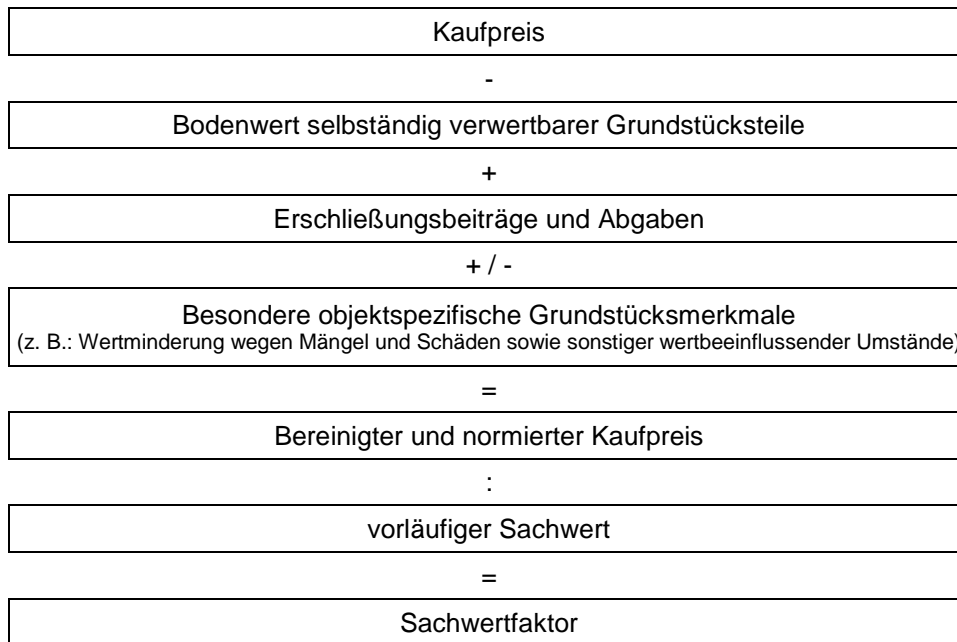 Kaufpreis
-
Bodenwert selbständig verwertbarer Grundstücksteile
+
Erschließungsbeiträge und Abgaben
+ / -
Besondere objektspezifische Grundstücksmerkmale
(z. B.: Wertminderung wegen Mängel und Schäden sowie sonstiger wertbeeinflussender Umstände)
=
Bereinigter und normierter Kaufpreis
:
vorläufiger Sachwert
=
Sachwertfaktor